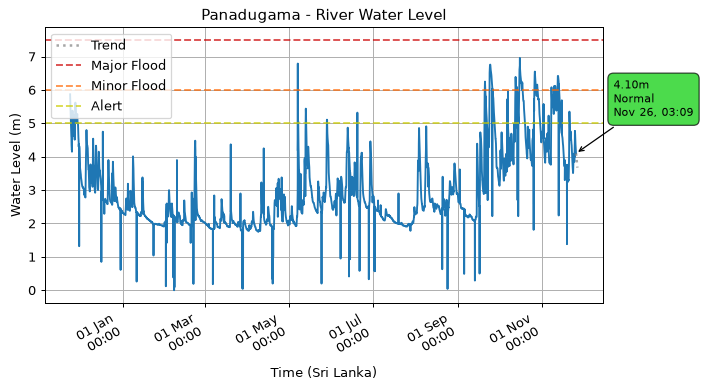 Panadugama - River Water Level
Trend
Major Flood
Minor Flood
Alert
4.10m
Normal
Nov 26, 03:09
Water Level (m)
7
6
5
4
3
2
1
0
01 Jan
00:00
01 Mar
00:00
01 May
00:00
01 Jul
00:00
01 Sep
00:00
01 Nov
00:00
Time (Sri Lanka)